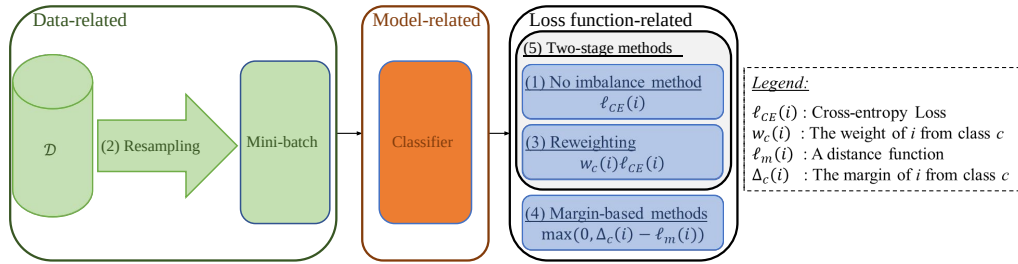 Data-related
𝒟
(2) Resampling
Mini-batch
Model-related
Classifier
Loss function-related
(5) Two-stage methods
(1) No imbalance method
ℓ_CE(i)
(3) Reweighting
w_c(i)ℓ_CE(i)
(4) Margin-based methods
max(0, Δ_c(i) − ℓ_m(i))
Legend:
ℓ_CE(i) : Cross-entropy Loss
w_c(i) : The weight of i from class c
ℓ_m(i) : A distance function
Δ_c(i) : The margin of i from class c